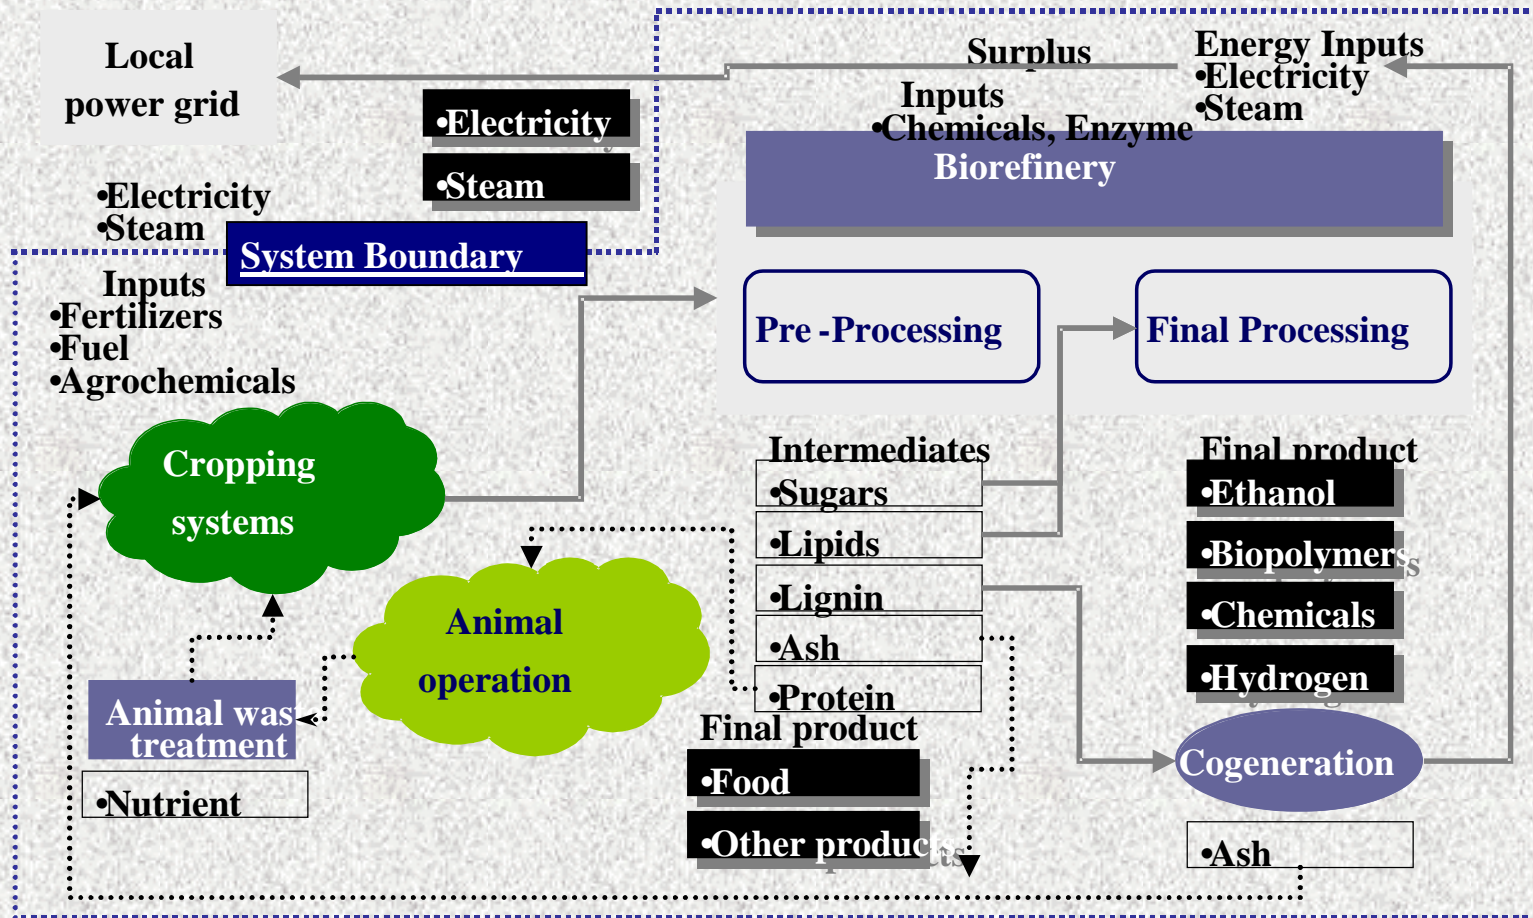 Local
power grid
Surplus
Energy Inputs
•Electricity
•Steam
Inputs
•Chemicals, Enzyme
•Electricity
•Steam
Biorefinery
•Electricity
•Steam
System Boundary
Inputs
•Fertilizers
•Fuel
•Agrochemicals
Pre -Processing
Final Processing
Cropping
systems
Intermediates
•Sugars
•Lipids
•Lignin
•Ash
•Protein
Final product
•Ethanol
•Biopolymers
•Chemicals
•Hydrogen
Animal
operation
Animal was
treatment
•Nutrient
Final product
•Food
•Other products
Cogeneration
•Ash